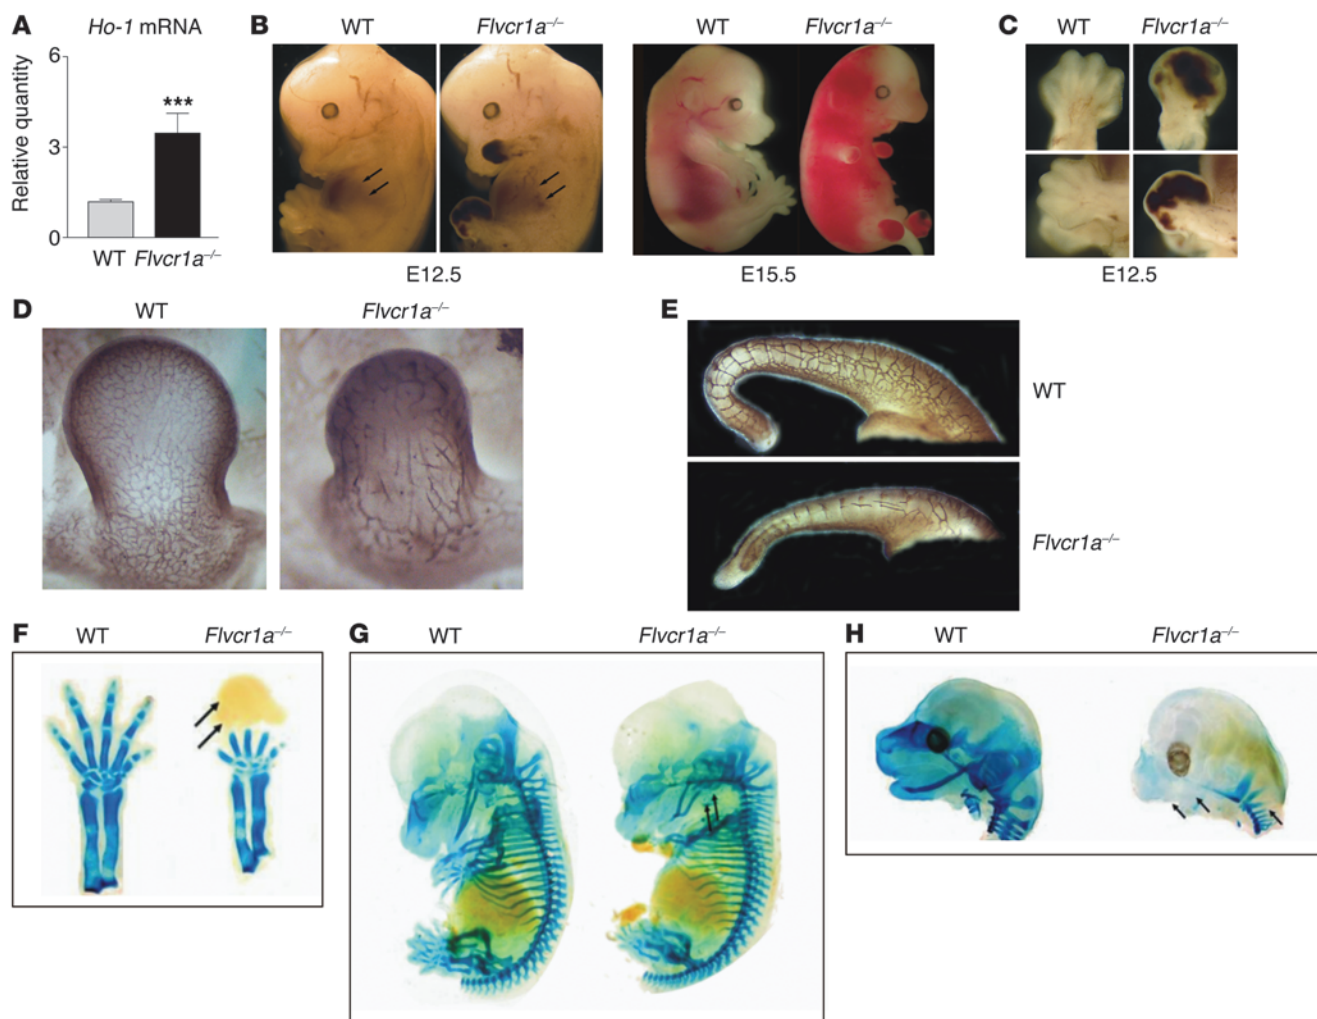 A
Ho-1 mRNA
Relative quantity
6
3
0
***
WT Flvcr1a–/–
B
WT Flvcr1a–/– WT Flvcr1a–/–
E12.5 E15.5
C
WT Flvcr1a–/–
E12.5
D
WT Flvcr1a–/–
E
WT
Flvcr1a–/–
F
WT Flvcr1a–/–
G
WT Flvcr1a–/–
H
WT Flvcr1a–/–